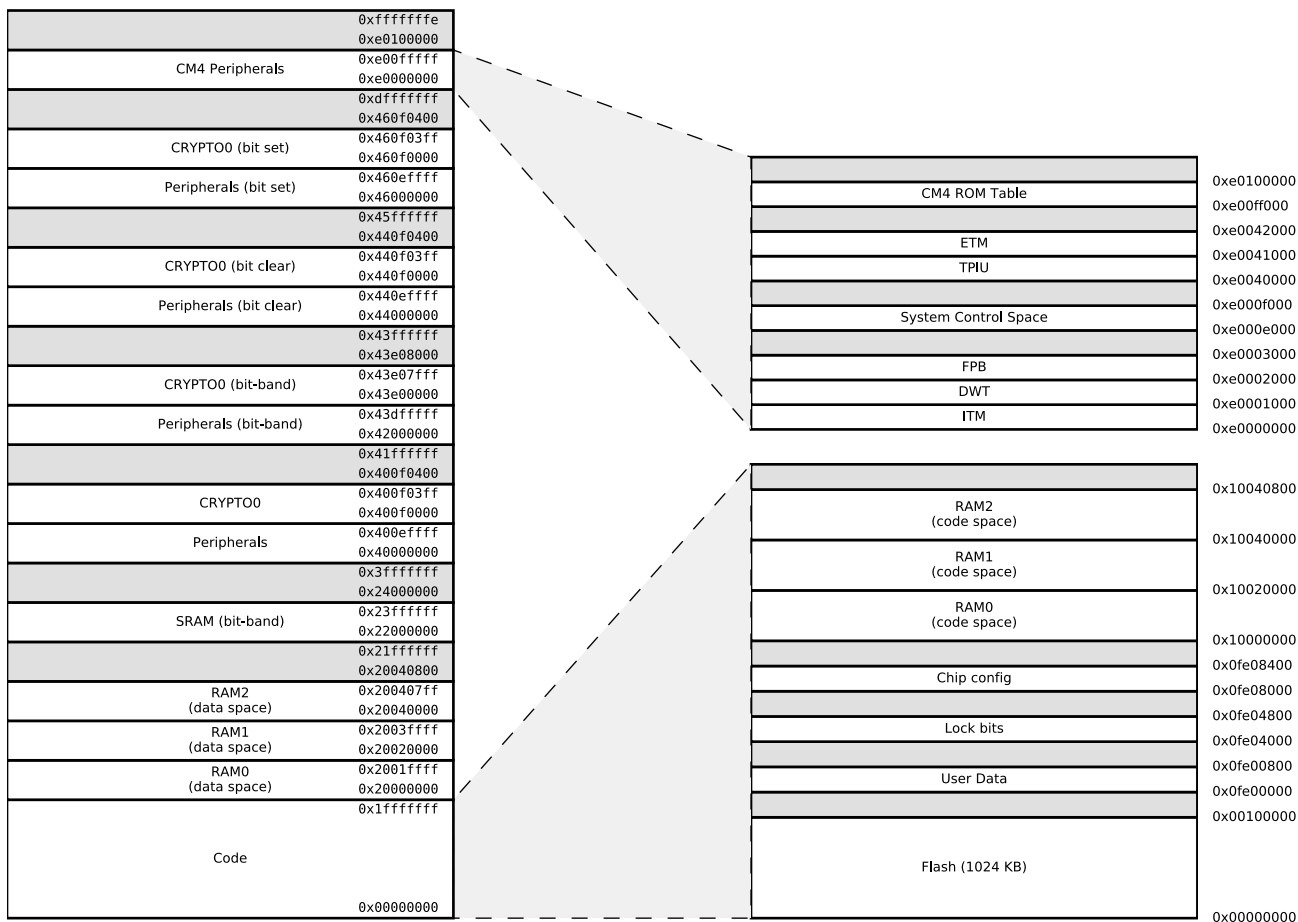 0xfffffffe
0xe0100000
CM4 Peripherals
0xe00fffff
0xe0000000
0xdfffffff
0x460f0400
CRYPTO0 (bit set)
0x460f03ff
0x460f0000
Peripherals (bit set)
0x460effff
0x46000000
0x45ffffff
0x440f0400
CRYPTO0 (bit clear)
0x440f03ff
0x440f0000
Peripherals (bit clear)
0x440effff
0x44000000
0x43ffffff
0x43e08000
CRYPTO0 (bit-band)
0x43e07fff
0x43e00000
Peripherals (bit-band)
0x43dfffff
0x42000000
0x41ffffff
0x400f0400
CRYPTO0
0x400f03ff
0x400f0000
Peripherals
0x400effff
0x40000000
0x3fffffff
0x24000000
SRAM (bit-band)
0x23ffffff
0x22000000
0x21ffffff
0x20040800
RAM2
(data space)
0x200407ff
0x20040000
RAM1
(data space)
0x2003ffff
0x20020000
RAM0
(data space)
0x2001ffff
0x20000000
0x1fffffff
Code
0x00000000
0xe0100000
CM4 ROM Table
0xe00ff000
0xe0042000
ETM
0xe0041000
TPIU
0xe0040000
0xe000f000
System Control Space
0xe000e000
0xe0003000
FPB
0xe0002000
DWT
0xe0001000
ITM
0xe0000000
0x10040800
RAM2
(code space)
0x10040000
RAM1
(code space)
0x10020000
RAM0
(code space)
0x10000000
0x0fe08400
Chip config
0x0fe08000
0x0fe04800
Lock bits
0x0fe04000
0x0fe00800
User Data
0x0fe00000
0x00100000
Flash (1024 KB)
0x00000000